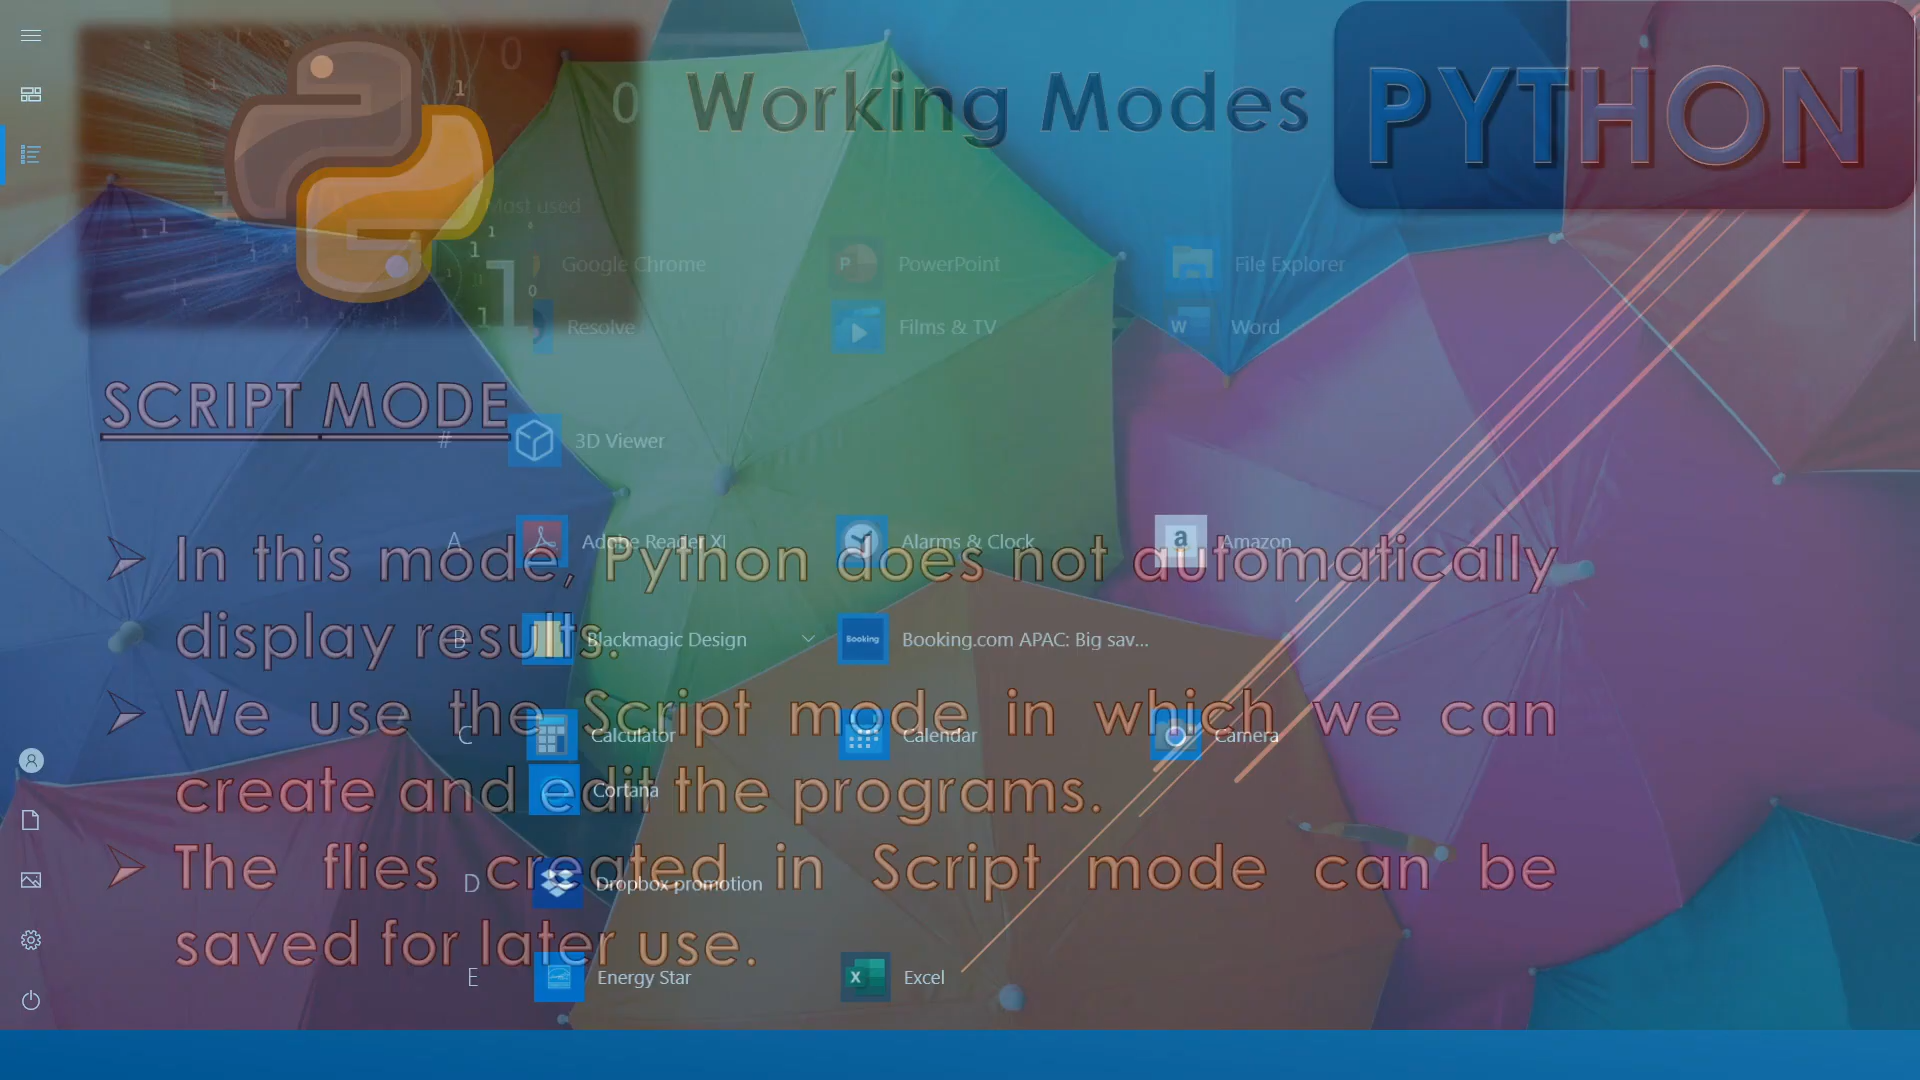 Working Modes
PYTHON
Most used
Google Chrome
PowerPoint
File Explorer
Resolve
Films & TV
Word
SCRIPT MODE
#
3D Viewer
A
Adobe Reader XI
Alarms & Clock
Amazon
In this mode, Python does not automatically
display results.
B
Blackmagic Design
Booking
Booking.com APAC: Big sav...
We use the Script mode in which we can
C
Calculator
Calendar
Camera
create and edit the programs.
Cortana
The flies created in Script mode can be
D
Dropbox promotion
saved for later use.
E
Energy Star
Excel